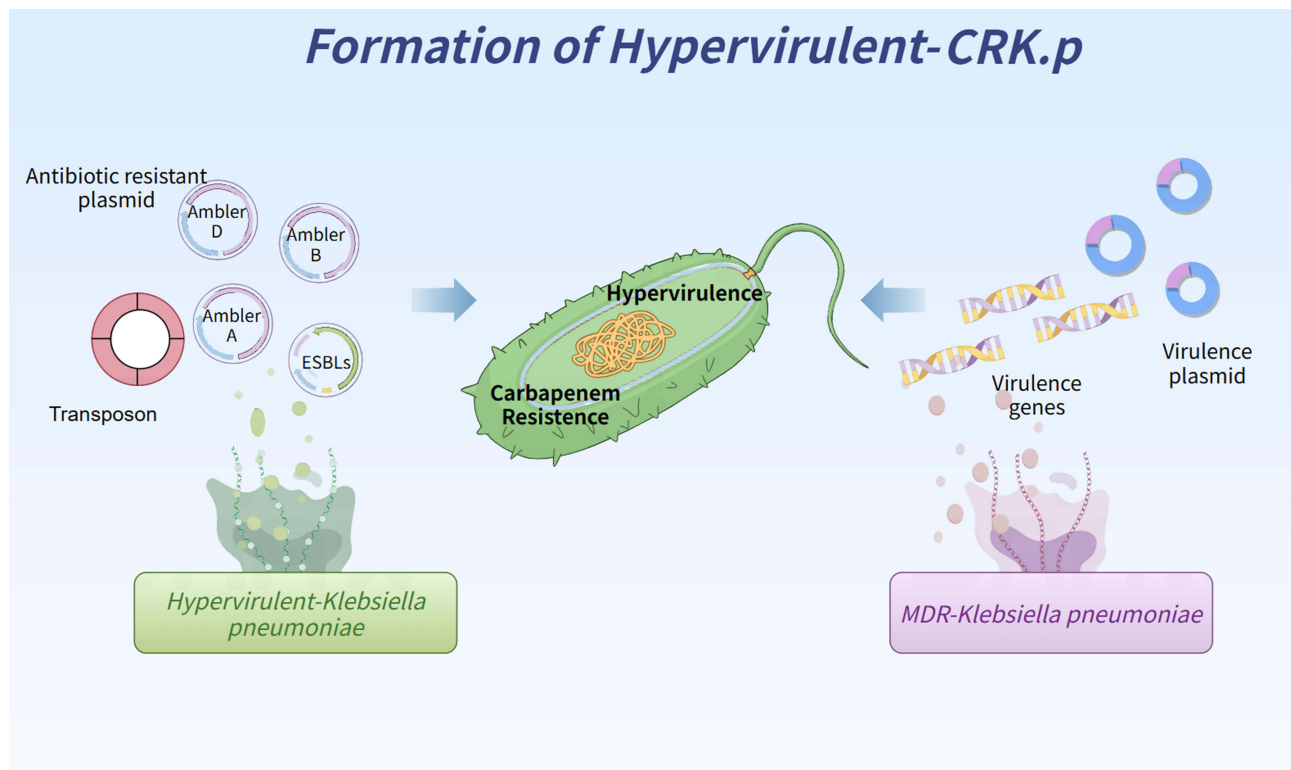 Formation of Hypervirulent-CRK.p
Antibiotic resistant
plasmid
Ambler
D
Ambler
B
Ambler
A
ESBLs
Transposon
Hypervirulence
Carbapenem
Resistence
Virulence
genes
Virulence
plasmid
Hypervirulent-Klebsiella
pneumoniae
MDR-Klebsiella pneumoniae